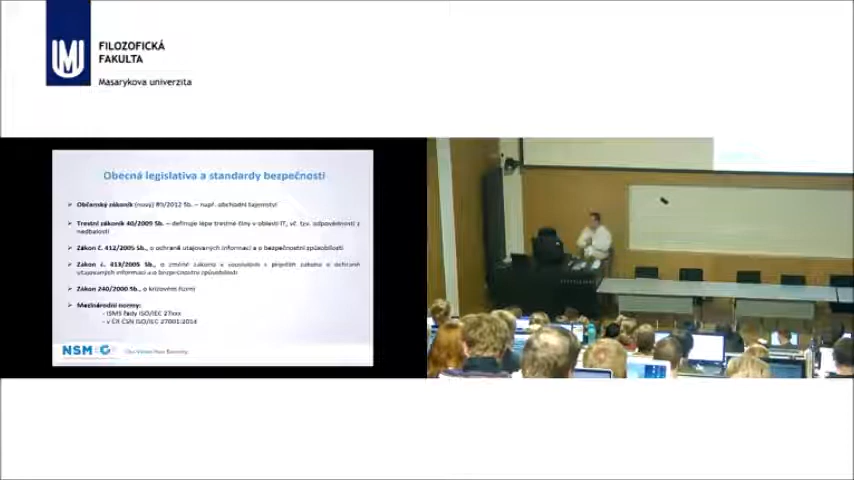 FILOZOFICKÁ
FAKULTA
Masarykova univerzita
Obecná legislativa a standardy bezpečnosti
Občanský zákoník (nový) 89/2012 Sb. – např. obchodní tajemství
Trestní zákoník 40/2009 Sb. – definuje lépe trestné činy v oblasti IT, vč. tzv. odpovědnosti z
nedbalosti
Zákon č. 412/2005 Sb., o ochraně utajovaných informací a o bezpečnostní způsobilosti
Zákon č. 413/2005 Sb., o změně zákonů v souvislosti s přijetím zákona o ochraně
utajovaných informací a o bezpečnostní způsobilosti
Zákon 240/2000 Sb., o krizovém řízení
Mezinárodní normy:
- ISMS řady ISO/IEC 27xxx
- v ČR ČSN ISO/IEC 27001:2014
NSM